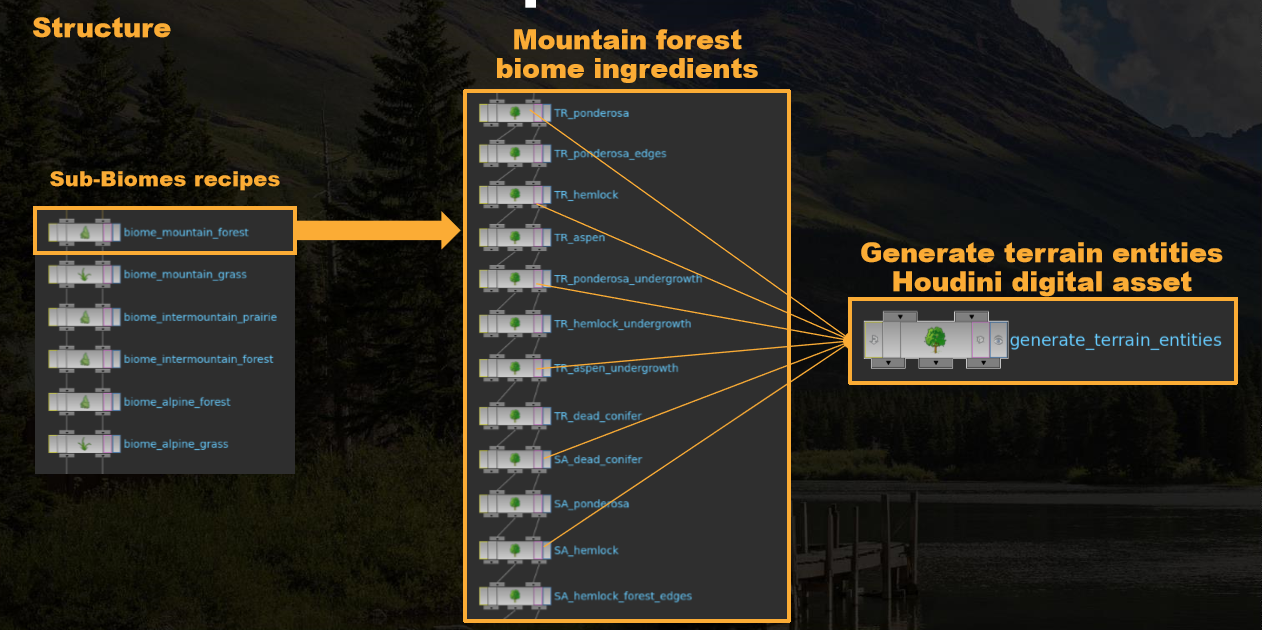 Structure
Mountain forest
biome ingredients
TR_ponderosa
TR_ponderosa_edges
TR_hemlock
TR_aspen
TR_ponderosa_undergrowth
TR_hemlock_undergrowth
TR_aspen_undergrowth
TR_dead_conifer
SA_dead_conifer
SA_ponderosa
SA_hemlock
SA_hemlock_forest_edges
Sub-Biomes recipes
biome_mountain_forest
biome_mountain_grass
biome_intermountain_prairie
biome_intermountain_forest
biome_alpine_forest
biome_alpine_grass
Generate terrain entities
Houdini digital asset
generate_terrain_entities